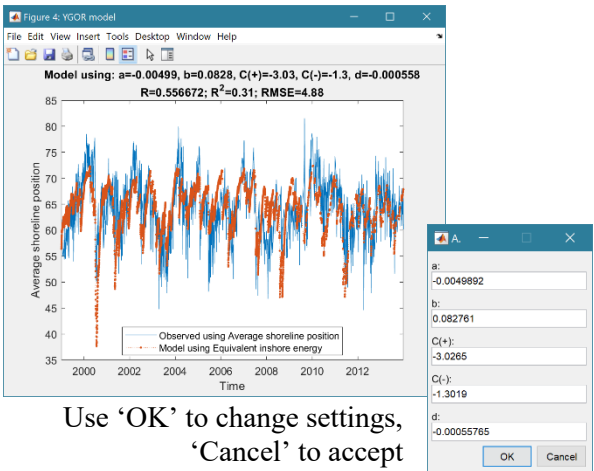 Figure 4: YGOR model
File Edit View Insert Tools Desktop Window Help
Model using: a=-0.00499, b=0.0828, C(+)=-3.03, C(-)=-1.3, d=-0.000558
R=0.556672; R²=0.31; RMSE=4.88
85
80
75
70
65
60
55
50
45
40
35
Average shoreline position
2000 2002 2004 2006 2008 2010 2012
Time
Observed using Average shoreline position
Model using Equivalent inshore energy
A.
a:
-0.0049892
b:
0.082761
C(+):
-3.0265
C(-):
-1.3019
d:
-0.00055765
OK Cancel
Use ‘OK’ to change settings,
‘Cancel’ to accept